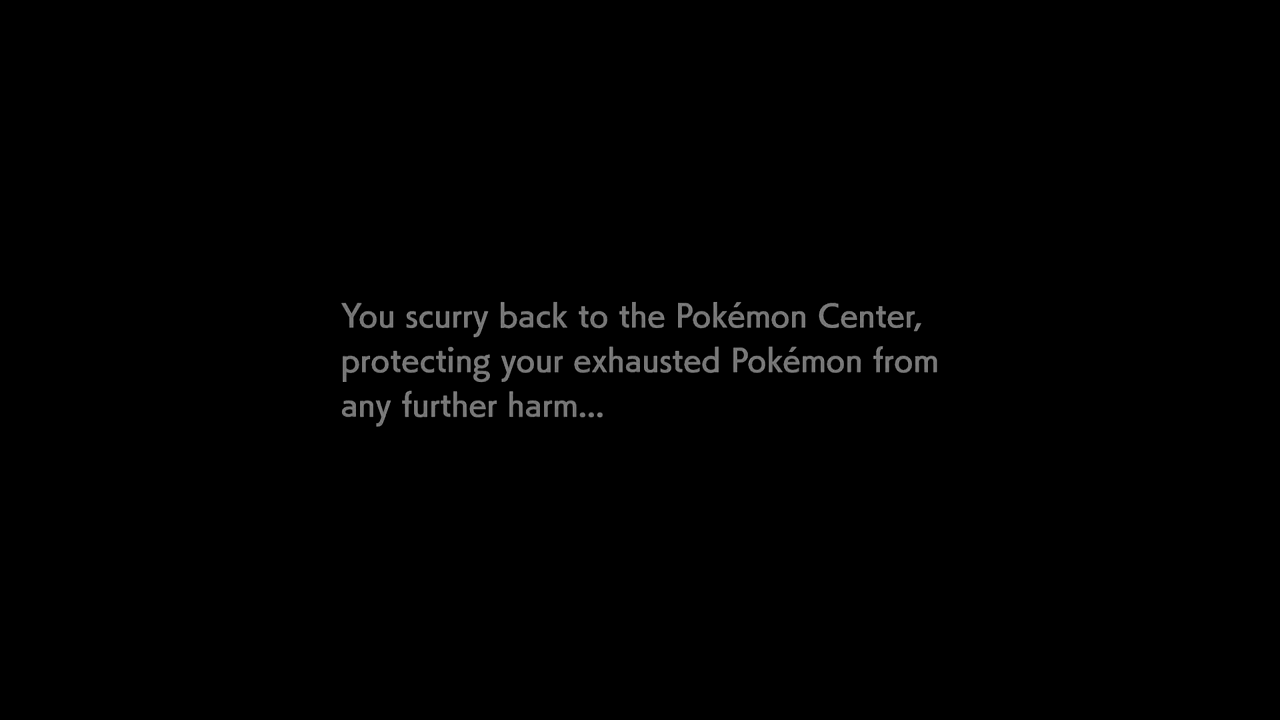 You scurry back to the Pokémon Center,
protecting your exhausted Pokémon from
any further harm...